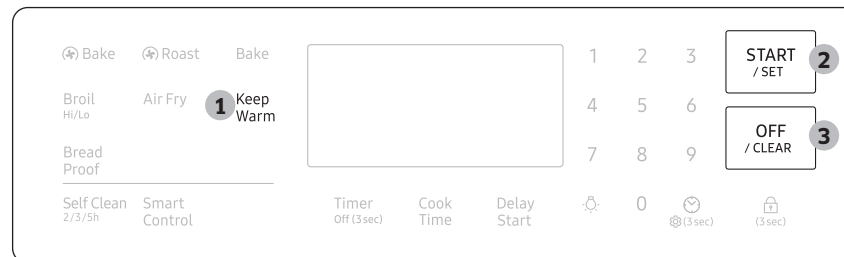 Bake Roast Bake 1 2 3 START 2
/ SET
Broil Air Fry 1 Keep 4 5 6
Hi/Lo Warm
OFF 3
/ CLEAR
Bread 7 8 9
Proof
Self Clean Smart Timer Cook Delay 0
2/3/5h Control Off (3 sec) Time Start (3 sec) (3 sec)